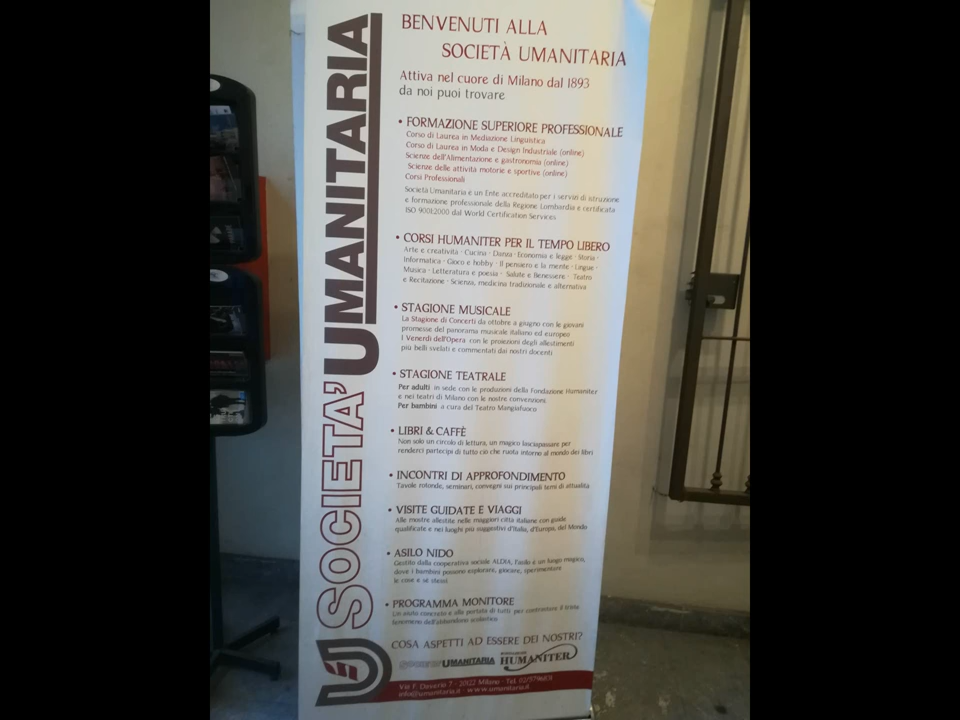 SOCIETA' UMANITARIA
BENVENUTI ALLA
SOCIETÀ UMANITARIA
Attiva nel cuore di Milano dal 1893
da noi puoi trovare
• FORMAZIONE SUPERIORE PROFESSIONALE
Corso di Laurea in Mediazione Linguistica
Corso di Laurea in Moda e Design Industriale (online)
Scienze dell'Alimentazione e gastronomia (online)
Scienze delle attività motorie e sportive (online)
Corsi Professionali
Società Umanitaria è un Ente accreditato per i servizi di istruzione
e formazione professionale della Regione Lombardia e certificata
ISO 9001:2000 dal World Certification Services
• CORSI HUMANITER PER IL TEMPO LIBERO
Arte e creatività · Cucina · Danza · Economia e legge · Storia ·
Informatica · Gioco e hobby · Il pensiero e la mente · Lingue ·
Musica · Letteratura e poesia · Salute e Benessere · Teatro
e Recitazione · Scienza, medicina tradizionale e alternativa
• STAGIONE MUSICALE
La Stagione di Concerti da ottobre a giugno con le giovani
promesse del panorama musicale italiano ed europeo
I Venerdì dell'Opera con le proiezioni degli allestimenti
più belli svelati e commentati dai nostri docenti
• STAGIONE TEATRALE
Per adulti in sede con le produzioni della Fondazione Humaniter
e nei teatri di Milano con le nostre convenzioni
Per bambini a cura del Teatro Mangiafuoco
• LIBRI & CAFFÈ
Non solo un circolo di lettura, un magico lasciapassare per
renderci partecipi di tutto ciò che ruota intorno al mondo dei libri
• INCONTRI DI APPROFONDIMENTO
Tavole rotonde, seminari, convegni sui principali temi di attualità
• VISITE GUIDATE E VIAGGI
Alle mostre allestite nelle maggiori città italiane con guide
qualificate e nei luoghi più suggestivi d'Italia, d'Europa, del Mondo
• ASILO NIDO
Gestito dalla cooperativa sociale ALDIA, l'asilo è un luogo magico,
dove i bambini possono esplorare, giocare, sperimentare
le cose e sé stessi
• PROGRAMMA MONITORE
Un aiuto concreto e alla portata di tutti per contrastare il triste
fenomeno dell'abbandono scolastico
COSA ASPETTI AD ESSERE DEI NOSTRI?
SOCIETA' UMANITARIA HUMANITER
Via F. Daverio 7 - 20122 Milano - Tel.
info@umanitaria.it - www.umanitaria.it